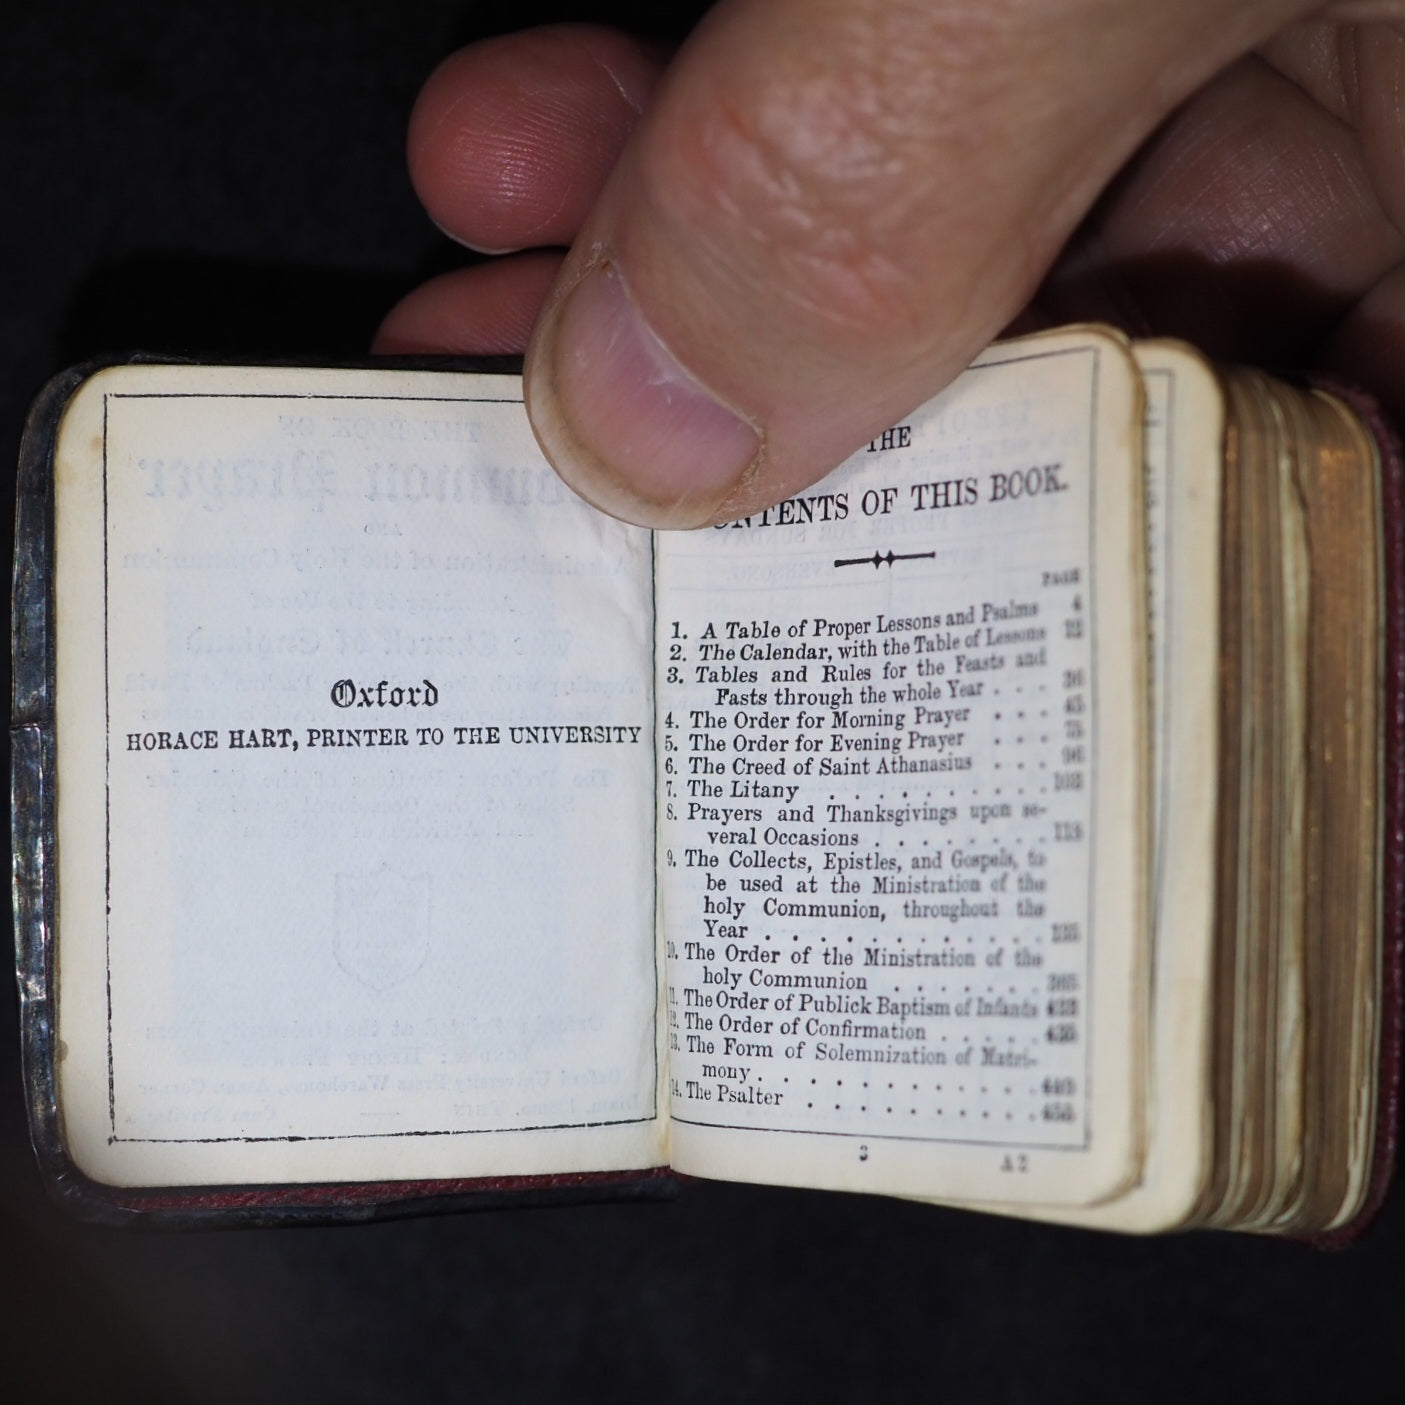 Oxford
HORACE HART, PRINTER TO THE UNIVERSITY
THE
CONTENTS OF THIS BOOK.
PAGE
1. A Table of Proper Lessons and Psalms 4
2. The Calendar, with the Table of Lessons
3. Tables and Rules for the Feasts and
Fasts through the whole Year . . .
4. The Order for Morning Prayer . . .
5. The Order for Evening Prayer . . .
6. The Creed of Saint Athanasius . . .
7. The Litany . . . . . . . . . .
8. Prayers and Thanksgivings upon se-
veral Occasions . . . . . . .
9. The Collects, Epistles, and Gospels, to
be used at the Ministration of the
holy Communion, throughout the
Year . . . . . . . . . . .
10. The Order of the Ministration of the
holy Communion . . . . . .
11. The Order of Publick Baptism of Infants
12. The Order of Confirmation . . . . .
13. The Form of Solemnization of Matri-
mony . . . . . . . . . . .
14. The Psalter . . . . . . . . .
3 A 2